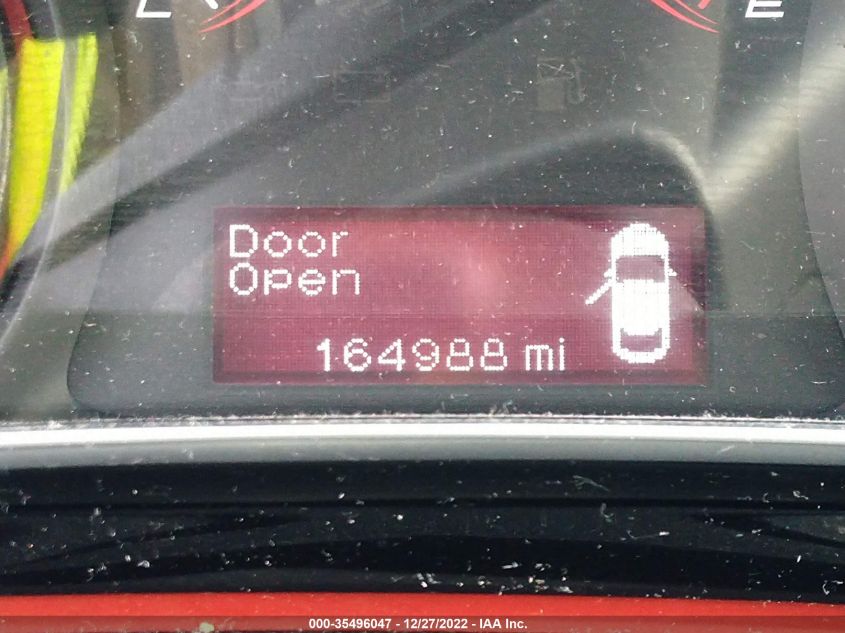 E
Door
Open
164988 mi
000-35496047 - 12/27/2022 - IAA Inc.